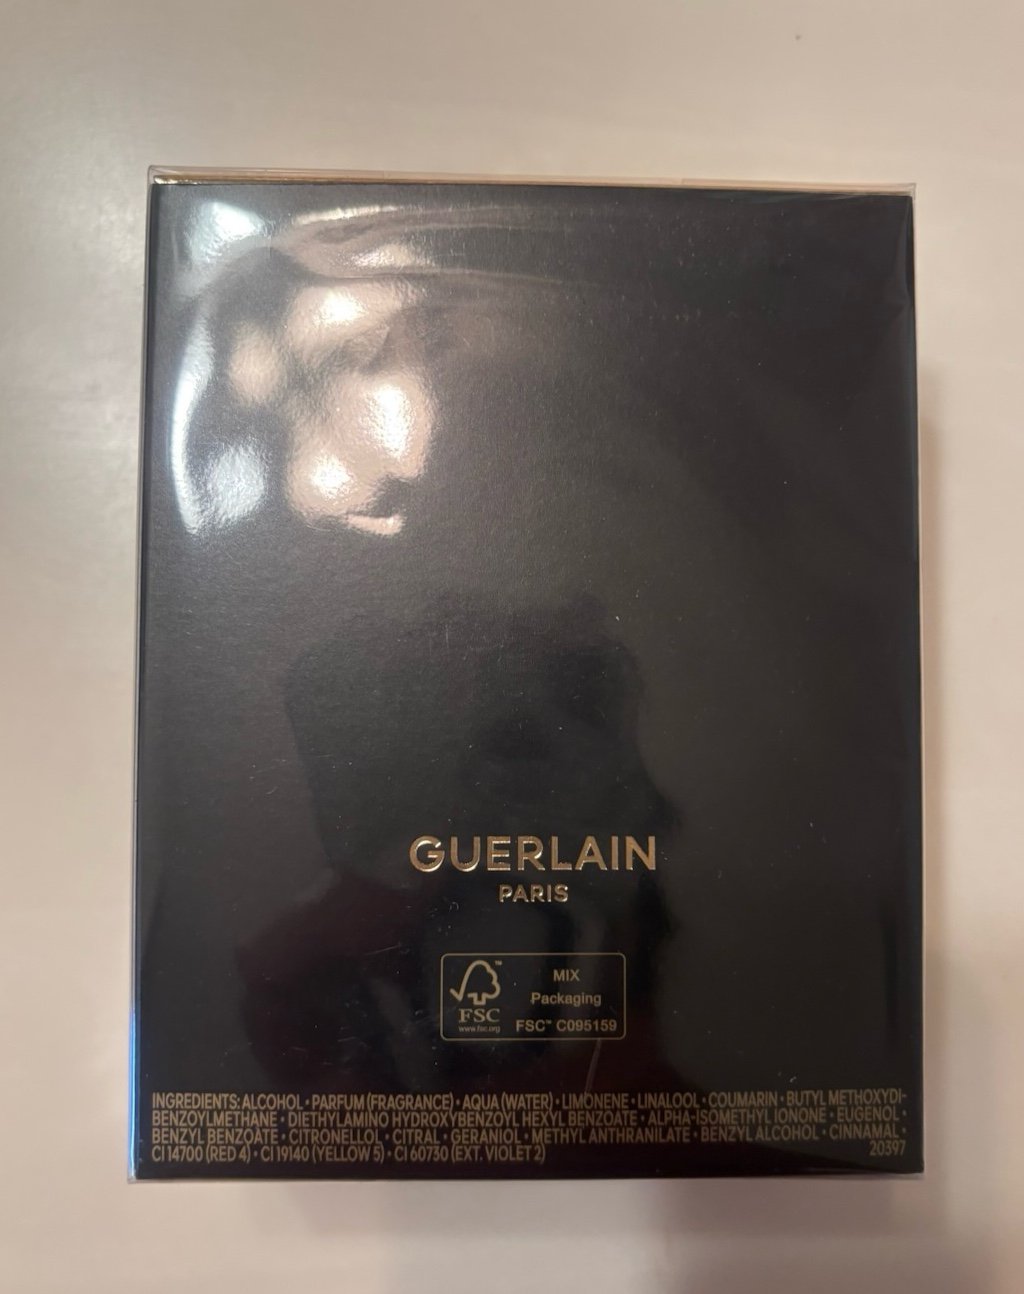 GUERLAIN
PARIS
FSC
www.fsc.org
™
MIX
Packaging
FSC™ C095159
INGREDIENTS: ALCOHOL • PARFUM (FRAGRANCE) • AQUA (WATER) • LIMONENE • LINALOOL • COUMARIN • BUTYL METHOXYDI-
BENZOYLMETHANE • DIETHYLAMINO HYDROXYBENZOYL HEXYL BENZOATE • ALPHA-ISOMETHYL IONONE • EUGENOL •
BENZYL BENZOATE • CITRONELLOL • CITRAL • GERANIOL • METHYL ANTHRANILATE • BENZYL ALCOHOL • CINNAMAL •
CI 14700 (RED 4) • CI 19140 (YELLOW 5) • CI 60730 (EXT. VIOLET 2) 20397